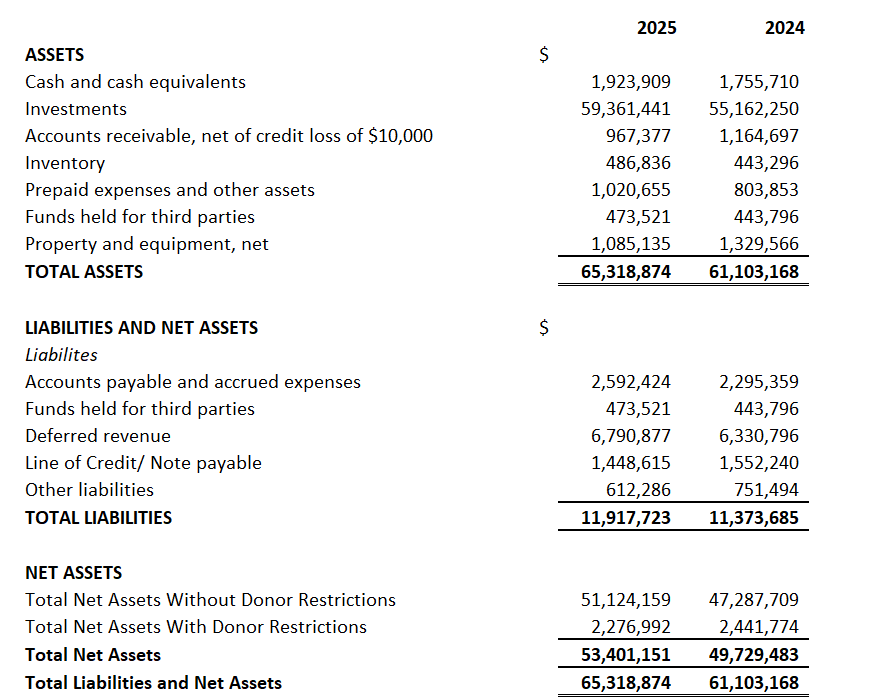 2025 2024
ASSETS $
Cash and cash equivalents 1,923,909 1,755,710
Investments 59,361,441 55,162,250
Accounts receivable, net of credit loss of $10,000 967,377 1,164,697
Inventory 486,836 443,296
Prepaid expenses and other assets 1,020,655 803,853
Funds held for third parties 473,521 443,796
Property and equipment, net 1,085,135 1,329,566
TOTAL ASSETS 65,318,874 61,103,168
LIABILITIES AND NET ASSETS $
Liabilites
Accounts payable and accrued expenses 2,592,424 2,295,359
Funds held for third parties 473,521 443,796
Deferred revenue 6,790,877 6,330,796
Line of Credit/ Note payable 1,448,615 1,552,240
Other liabilities 612,286 751,494
TOTAL LIABILITIES 11,917,723 11,373,685
NET ASSETS
Total Net Assets Without Donor Restrictions 51,124,159 47,287,709
Total Net Assets With Donor Restrictions 2,276,992 2,441,774
Total Net Assets 53,401,151 49,729,483
Total Liabilities and Net Assets 65,318,874 61,103,168